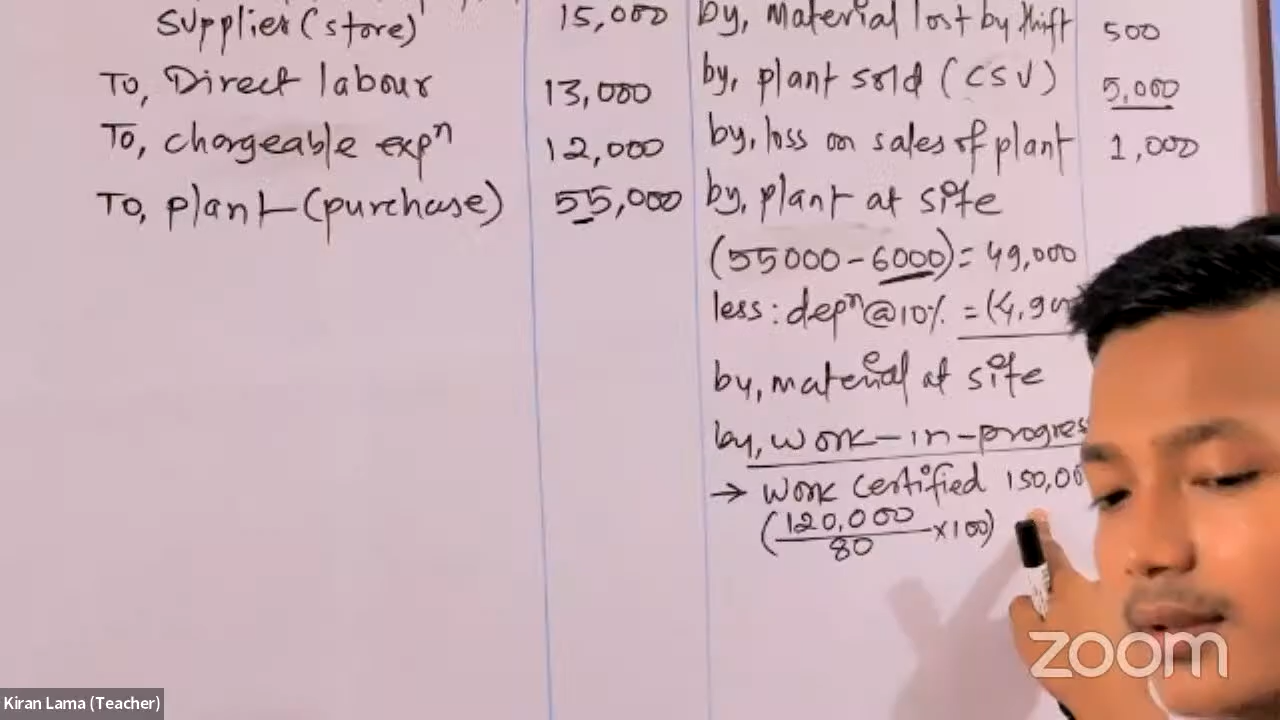 Supplier (store) 15,000 by, Material lost by thift 500
To, Direct labour 13,000 by, plant sold (CSV) 5,000
To, chargeable expn 12,000 by, loss on sales of plant 1,000
To, plant (purchase) 55,000 by, plant at site
(55000 - 6000) = 49,000
less: depn @10% = (4,90
by, material at site
by, work-in-progres
→ Work certified 150,00
(120,000/80 ×100)
zoom
Kiran Lama (Teacher)